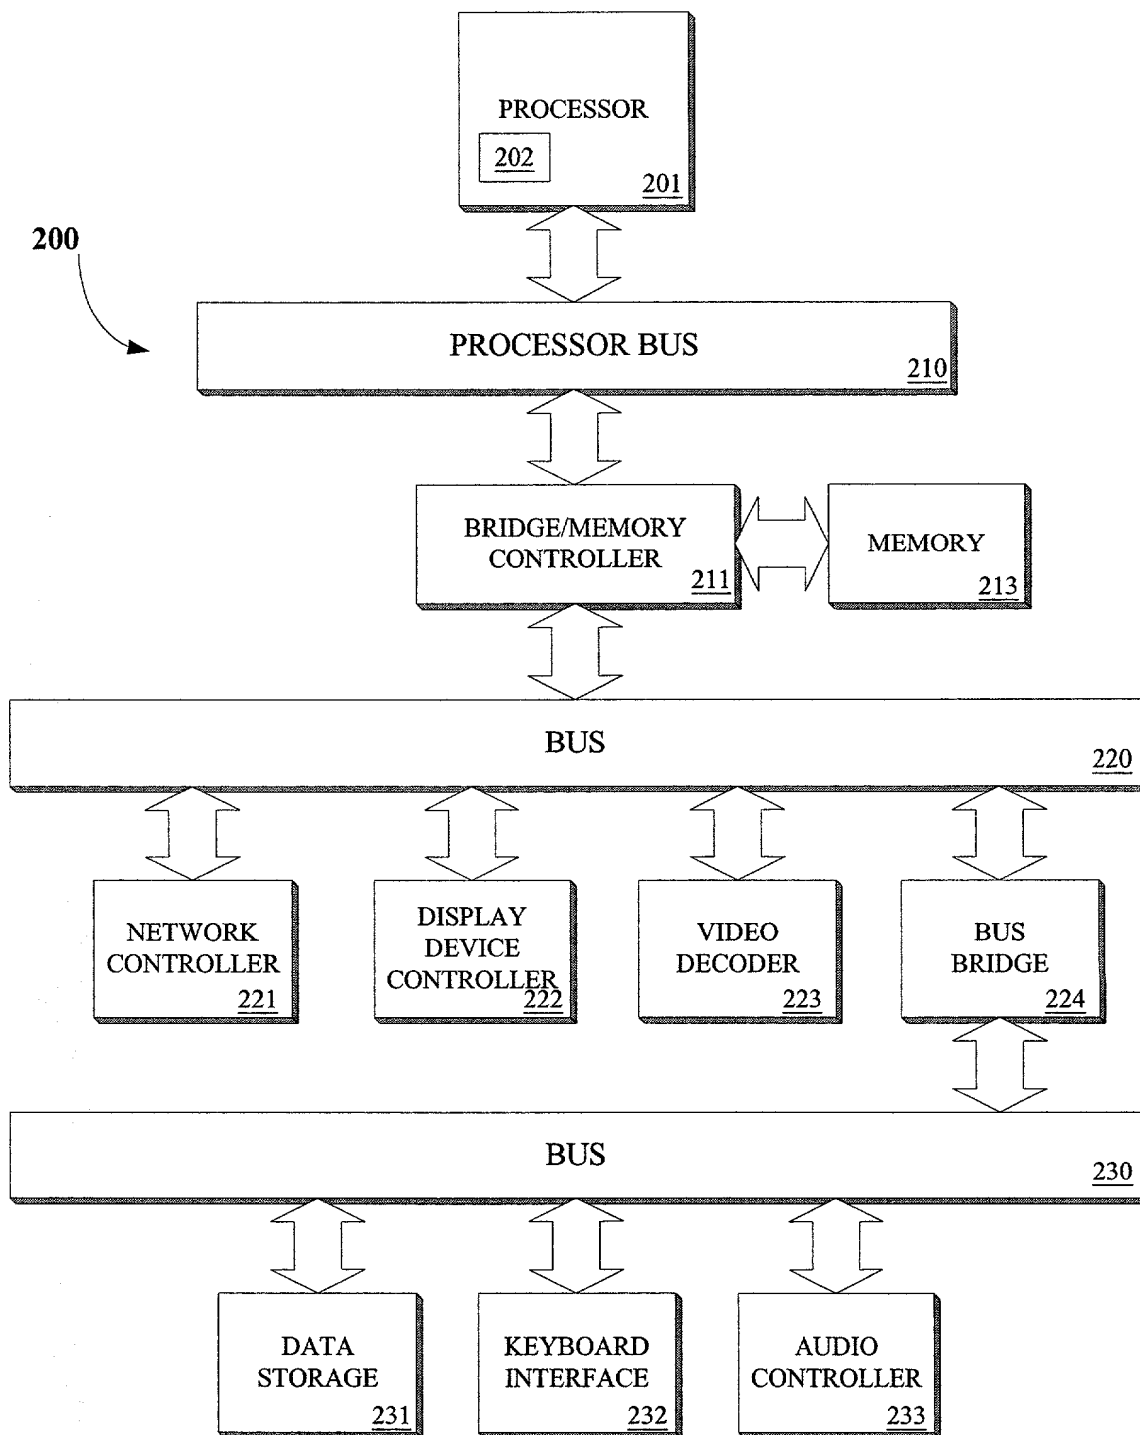 PROCESSOR
202
201
200
PROCESSOR BUS
210
BRIDGE/MEMORY
CONTROLLER
211
MEMORY
213
BUS
220
NETWORK
CONTROLLER
221
DISPLAY
DEVICE
CONTROLLER
222
VIDEO
DECODER
223
BUS
BRIDGE
224
BUS
230
DATA
STORAGE
231
KEYBOARD
INTERFACE
232
AUDIO
CONTROLLER
233